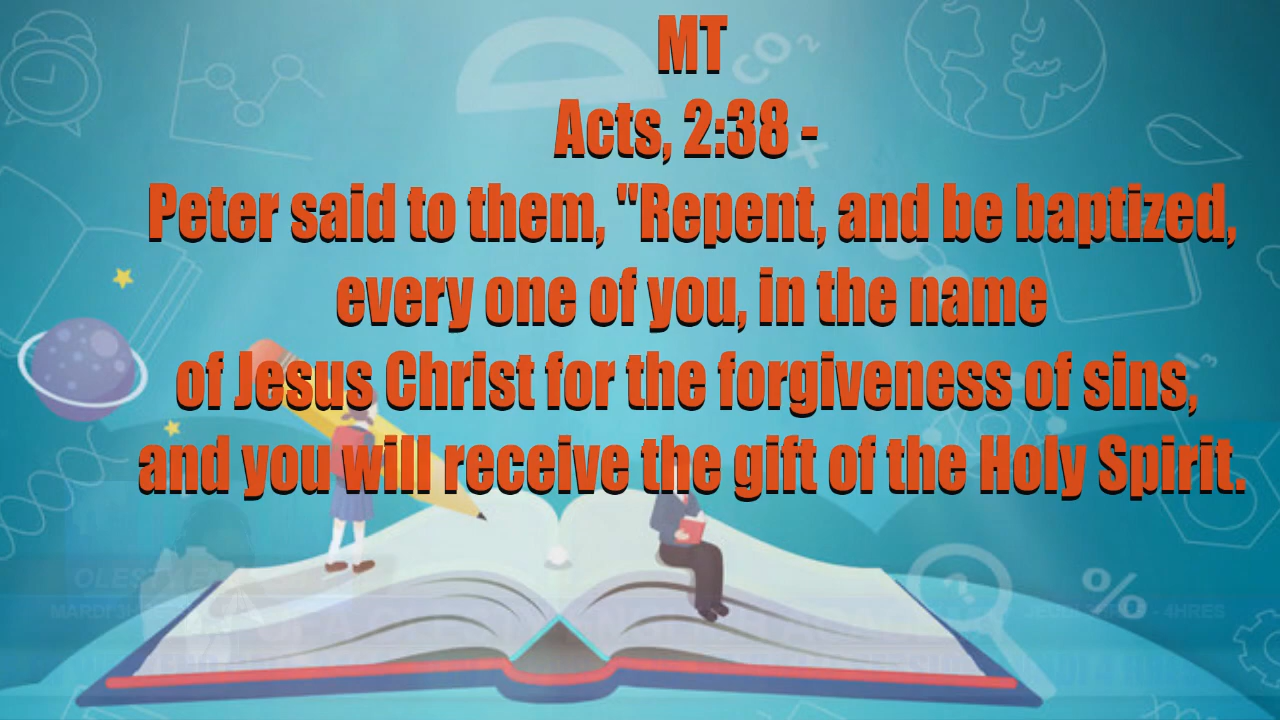 MT
Acts, 2:38 -
Peter said to them, "Repent, and be baptized,
every one of you, in the name
of Jesus Christ for the forgiveness of sins,
and you will receive the gift of the Holy Spirit.
CO₂
%